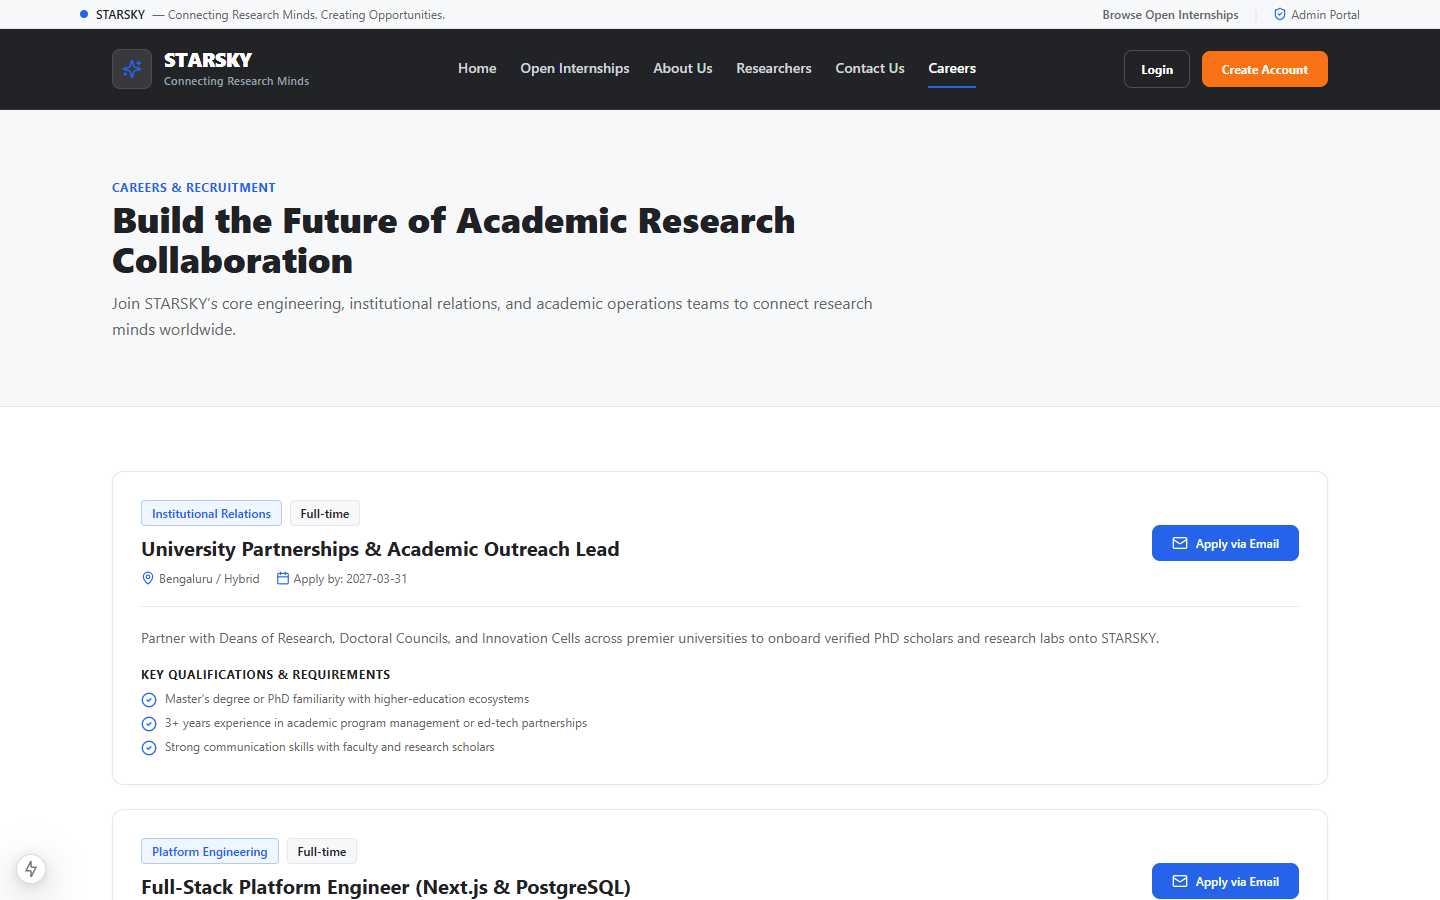 STARSKY — Connecting Research Minds. Creating Opportunities.
Browse Open Internships | Admin Portal
STARSKY
Connecting Research Minds
Home Open Internships About Us Researchers Contact Us Careers
Login Create Account
CAREERS & RECRUITMENT
Build the Future of Academic Research
Collaboration
Join STARSKY's core engineering, institutional relations, and academic operations teams to connect research
minds worldwide.
Institutional Relations Full-time
University Partnerships & Academic Outreach Lead
Bengaluru / Hybrid Apply by: 2027-03-31
Apply via Email
Partner with Deans of Research, Doctoral Councils, and Innovation Cells across premier universities to onboard verified PhD scholars and research labs onto STARSKY.
KEY QUALIFICATIONS & REQUIREMENTS
Master's degree or PhD familiarity with higher-education ecosystems
3+ years experience in academic program management or ed-tech partnerships
Strong communication skills with faculty and research scholars
Platform Engineering Full-time
Full-Stack Platform Engineer (Next.js & PostgreSQL)
Apply via Email